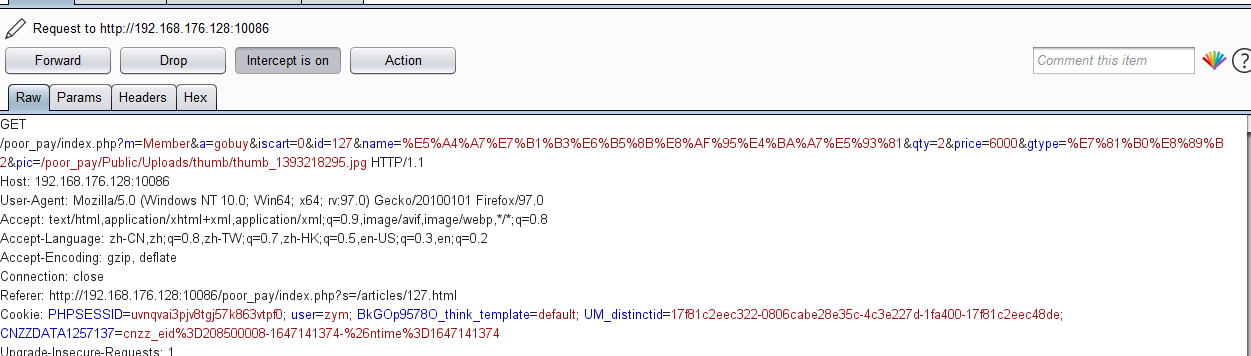 Request to http://192.168.176.128:10086
Forward Drop Intercept is on Action Comment this item ?
Raw Params Headers Hex
GET
/poor_pay/index.php?m=Member&a=gobuy&iscart=0&id=127&name=%E5%A4%A7%E7%B1%B3%E6%B5%8B%E8%AF%95%E4%BA%A7%E5%93%81&qty=2&price=6000&gtype=%E7%81%B0%E8%89%B
2&pic=/poor_pay/Public/Uploads/thumb/thumb_1393218295.jpg HTTP/1.1
Host: 192.168.176.128:10086
User-Agent: Mozilla/5.0 (Windows NT 10.0; Win64; x64; rv:97.0) Gecko/20100101 Firefox/97.0
Accept: text/html,application/xhtml+xml,application/xml;q=0.9,image/avif,image/webp,*/*;q=0.8
Accept-Language: zh-CN,zh;q=0.8,zh-TW;q=0.7,zh-HK;q=0.5,en-US;q=0.3,en;q=0.2
Accept-Encoding: gzip, deflate
Connection: close
Referer: http://192.168.176.128:10086/poor_pay/index.php?s=/articles/127.html
Cookie: PHPSESSID=uvnqvai3pjv8tgj57k863vtpf0; user=zym; BkGOp9578O_think_template=default; UM_distinctid=17f81c2eec322-0806cabe28e35c-4c3e227d-1fa400-17f81c2eec48de;
CNZZDATA1257137=cnzz_eid%3D208500008-1647141374-%26ntime%3D1647141374
Upgrade-Insecure-Requests: 1